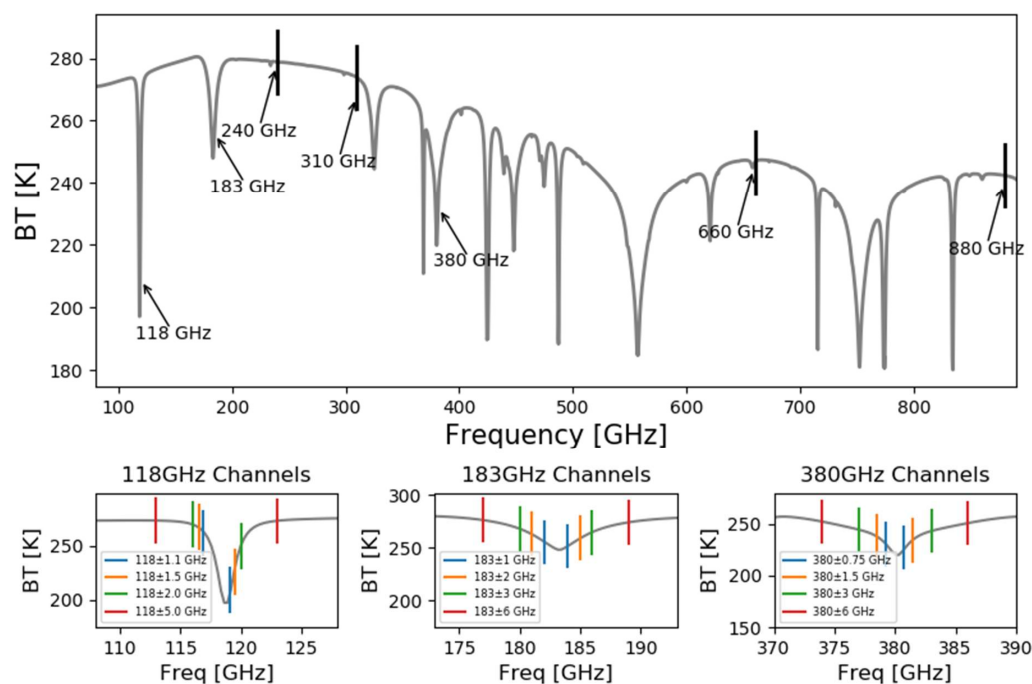 280
260
240
220
200
180
BT [K]
240 GHz
310 GHz
183 GHz
118 GHz
380 GHz
660 GHz
880 GHz
100 200 300 400 500 600 700 800
Frequency [GHz]
118GHz Channels
250
200
BT [K]
118±1.1 GHz
118±1.5 GHz
118±2.0 GHz
118±5.0 GHz
110 115 120 125
Freq [GHz]
183GHz Channels
300
250
200
BT [K]
183±1 GHz
183±2 GHz
183±3 GHz
183±6 GHz
175 180 185 190
Freq [GHz]
380GHz Channels
250
200
150
BT [K]
380±0.75 GHz
380±1.5 GHz
380±3 GHz
380±6 GHz
370 375 380 385 390
Freq [GHz]